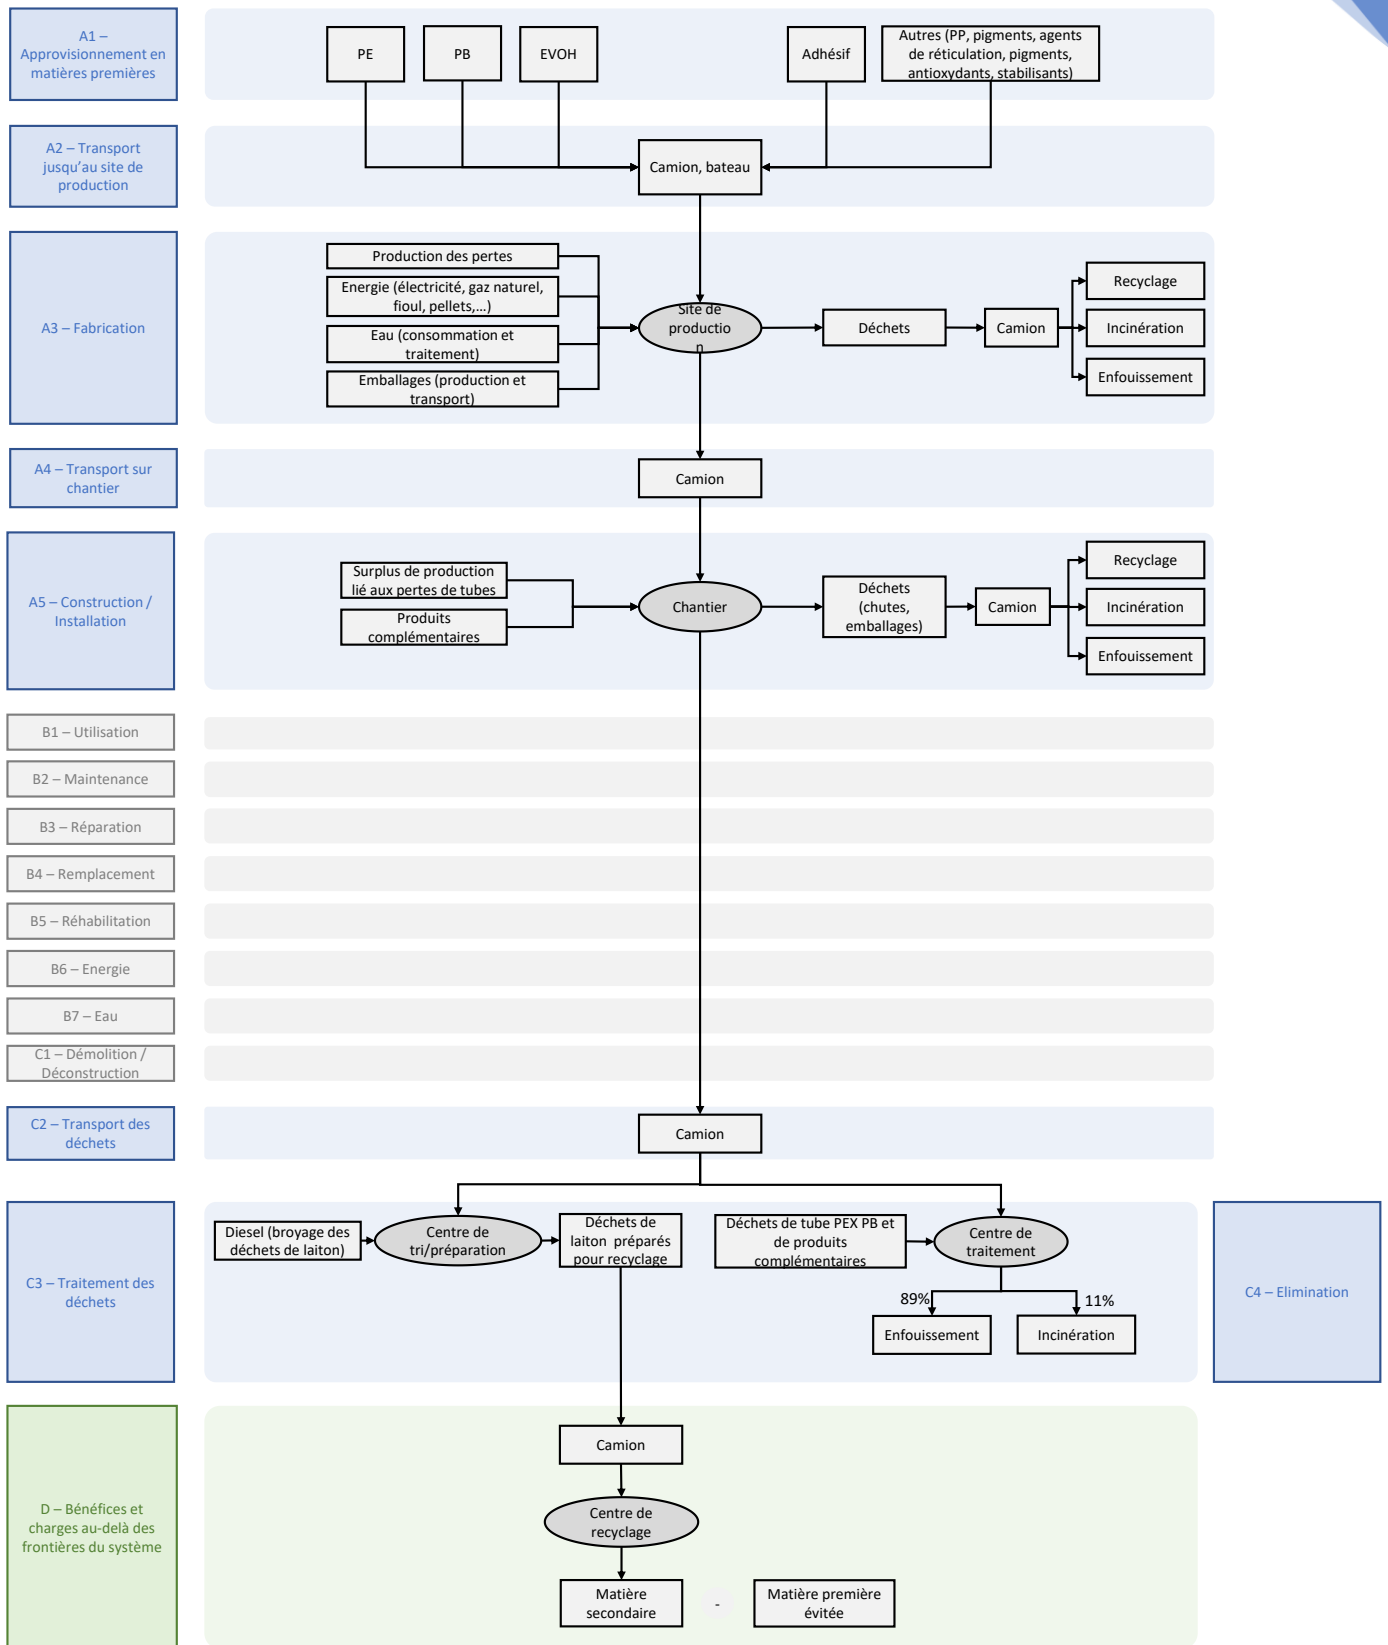 A1 –
Approvisionnement en
matières premières
PE
PB
EVOH
Adhésif
Autres (PP, pigments, agents
de réticulation, pigments,
antioxydants, stabilisants)
A2 – Transport
jusqu'au site de
production
Camion, bateau
A3 – Fabrication
Production des pertes
Energie (électricité, gaz naturel,
fioul, pellets,…)
Eau (consommation et
traitement)
Emballages (production et
transport)
Site de
productio
n
Déchets
Camion
Recyclage
Incinération
Enfouissement
A4 – Transport sur
chantier
Camion
A5 – Construction /
Installation
Surplus de production
lié aux pertes de tubes
Produits
complémentaires
Chantier
Déchets
(chutes,
emballages)
Camion
Recyclage
Incinération
Enfouissement
B1 – Utilisation
B2 – Maintenance
B3 – Réparation
B4 – Remplacement
B5 – Réhabilitation
B6 – Energie
B7 – Eau
C1 – Démolition /
Déconstruction
C2 – Transport des
déchets
Camion
C3 – Traitement des
déchets
Diesel (broyage des
déchets de laiton)
Centre de
tri/préparation
Déchets de
laiton préparés
pour recyclage
Déchets de tube PEX PB et
de produits
complémentaires
Centre de
traitement
89%
11%
Enfouissement
Incinération
C4 – Elimination
D – Bénéfices et
charges au-delà des
frontières du système
Camion
Centre de
recyclage
Matière
secondaire
-
Matière première
évitée